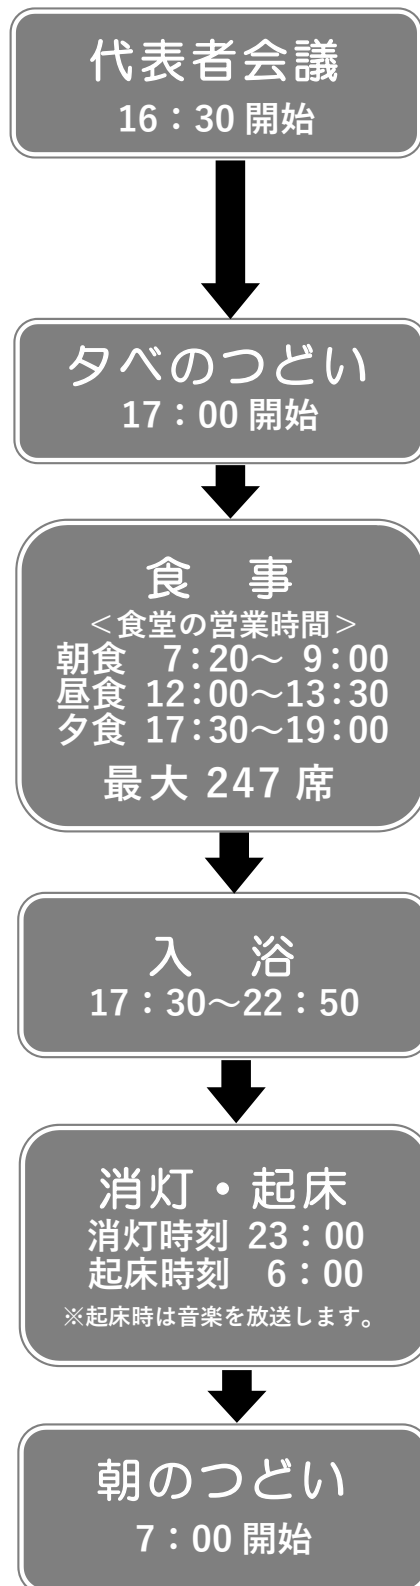 代表者会議
16：30 開始
夕べのつどい
17：00 開始
食　事
＜食堂の営業時間＞
朝食　7：20～ 9：00
昼食 12：00～13：30
夕食 17：30～19：00
最大 247 席
入　浴
17：30～22：50
消灯・起床
消灯時刻 23：00
起床時刻　6：00
※起床時は音楽を放送します。
朝のつどい
7：00 開始